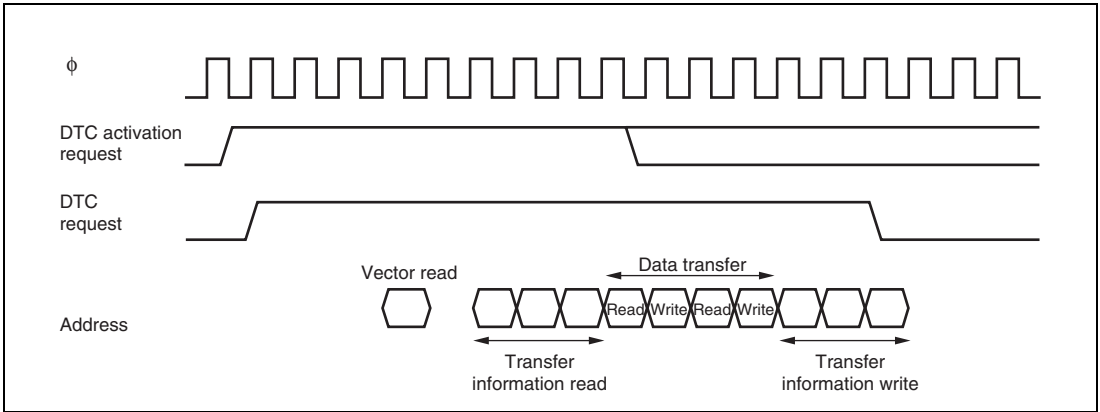 ϕ
DTC activation
request
DTC
request
Vector read
Data transfer
Address
Read Write Read Write
Transfer
information read
Transfer
information write